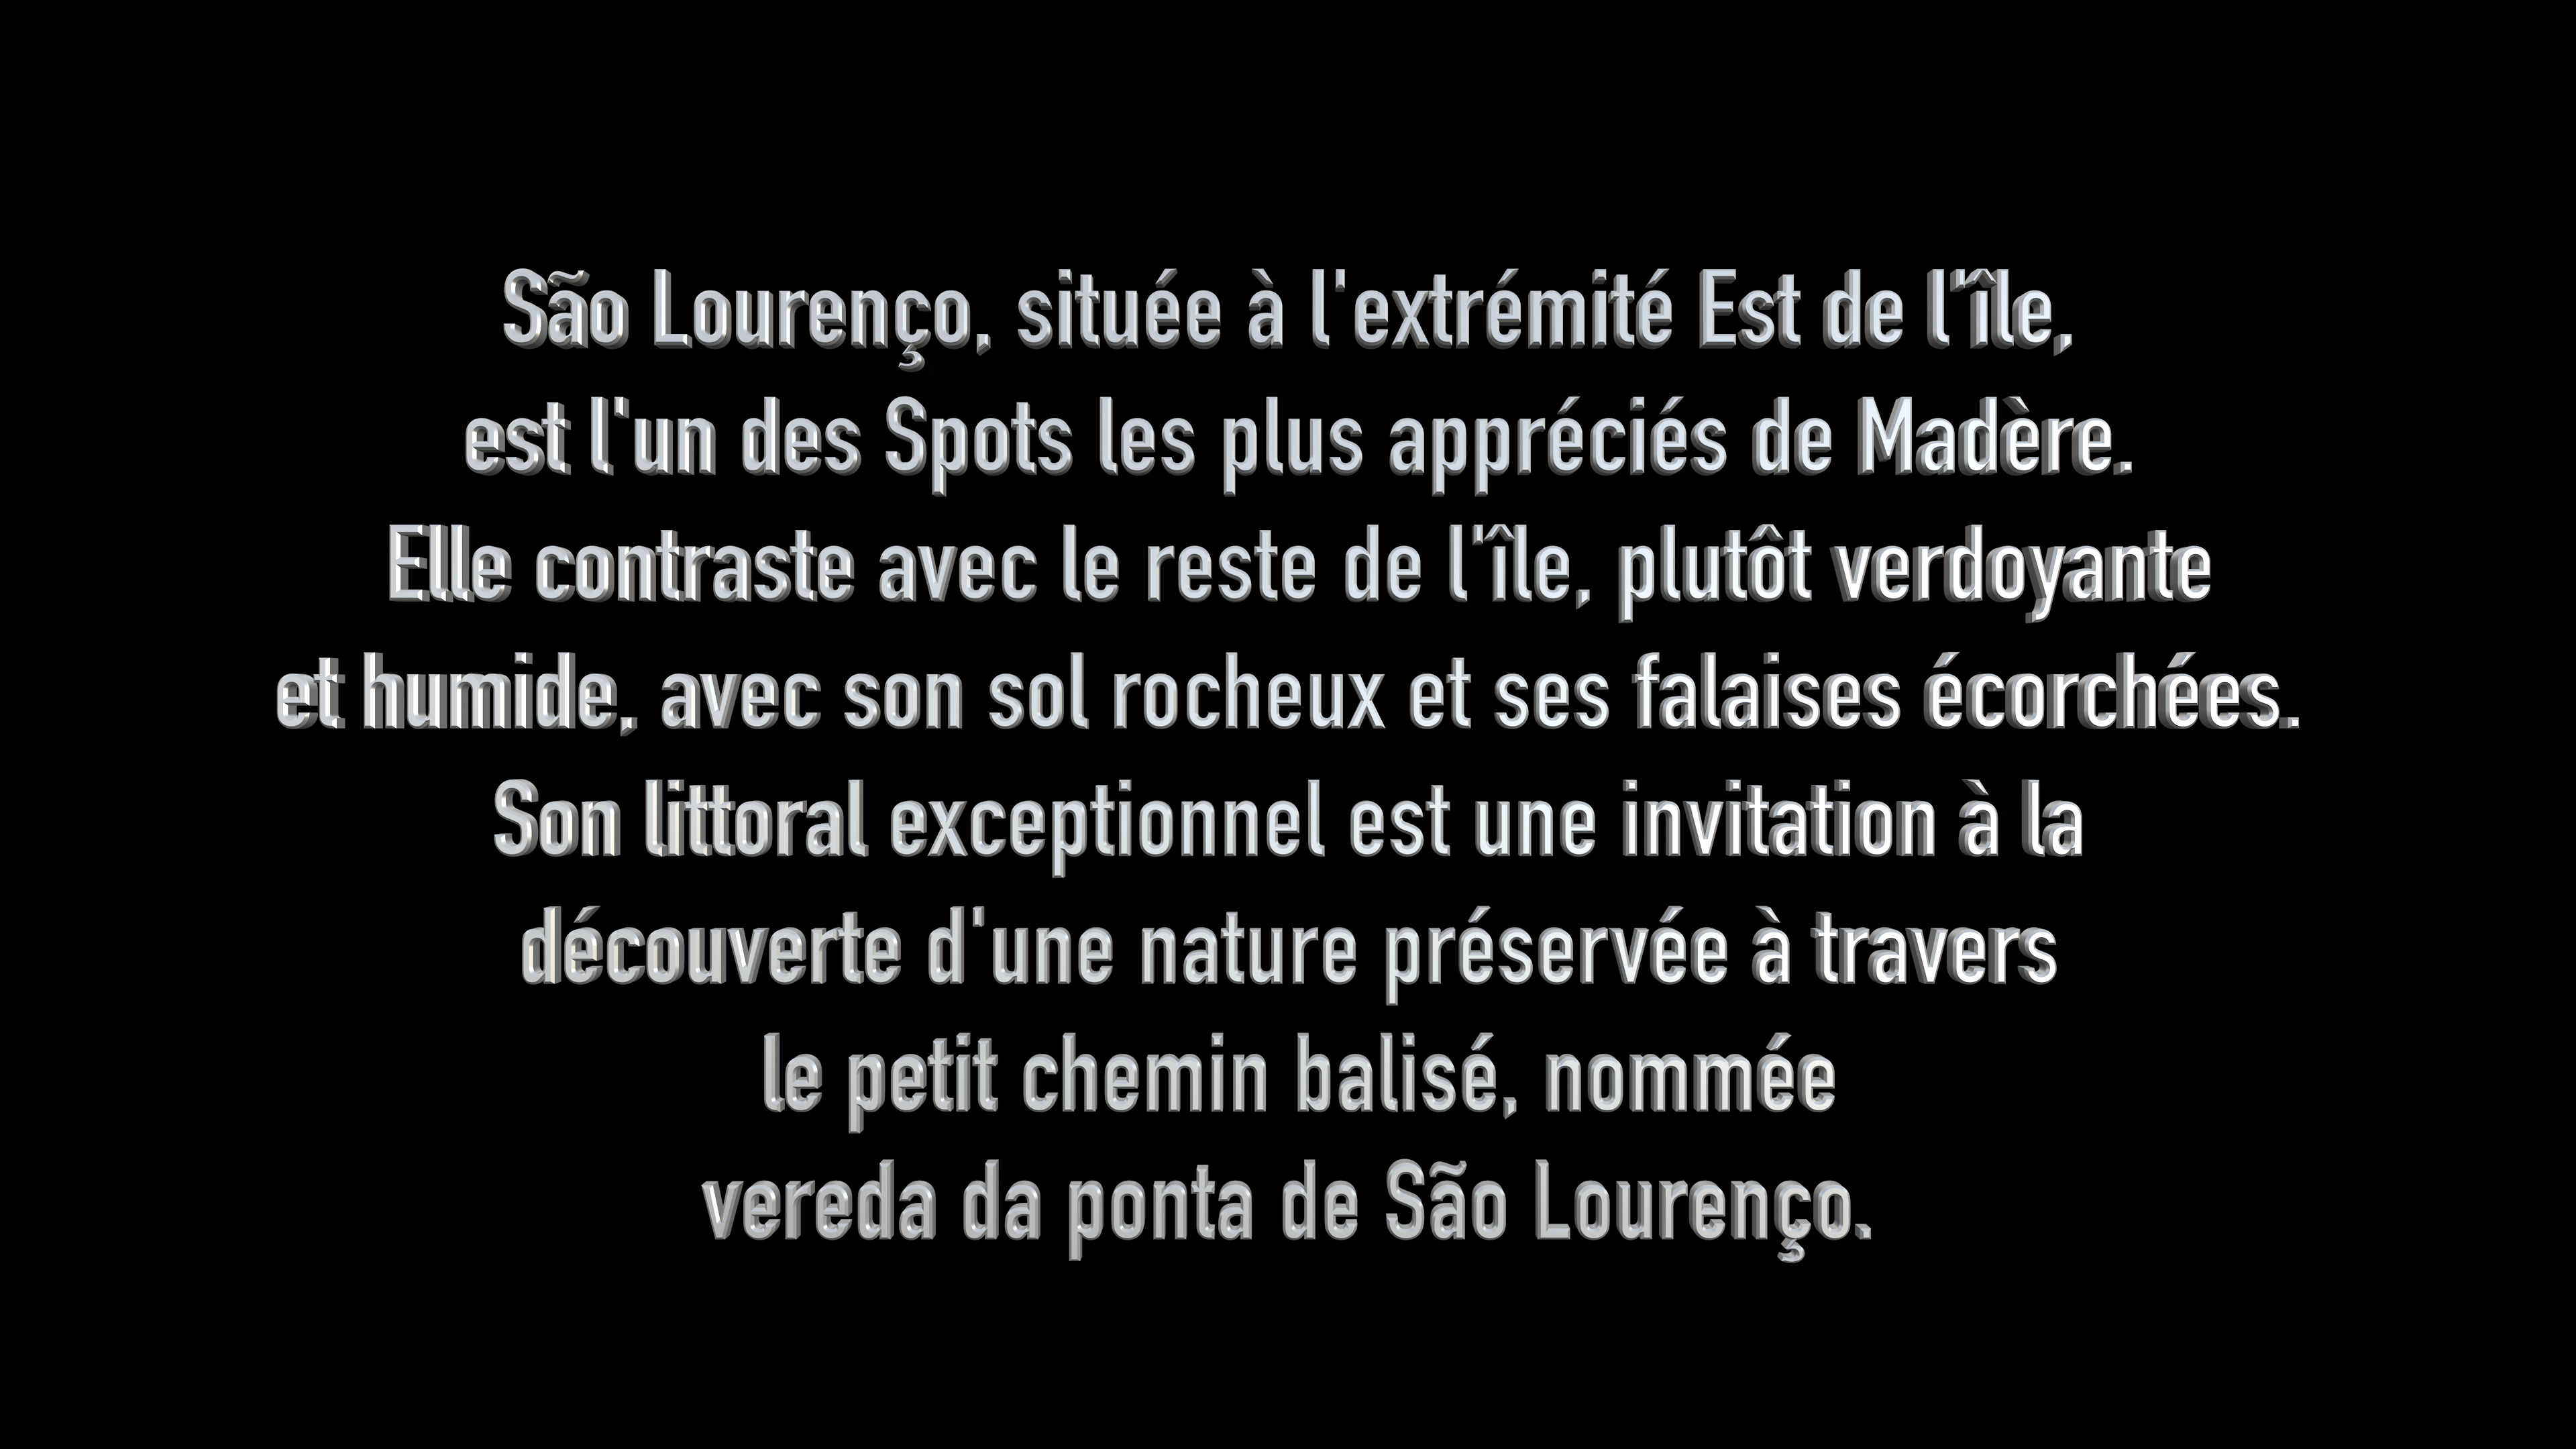 São Lourenço, située à l'extrémité Est de l'île,
est l'un des Spots les plus appréciés de Madère.
Elle contraste avec le reste de l'île, plutôt verdoyante
et humide, avec son sol rocheux et ses falaises écorchées.
Son littoral exceptionnel est une invitation à la
découverte d'une nature préservée à travers
le petit chemin balisé, nommée
vereda da ponta de São Lourenço.